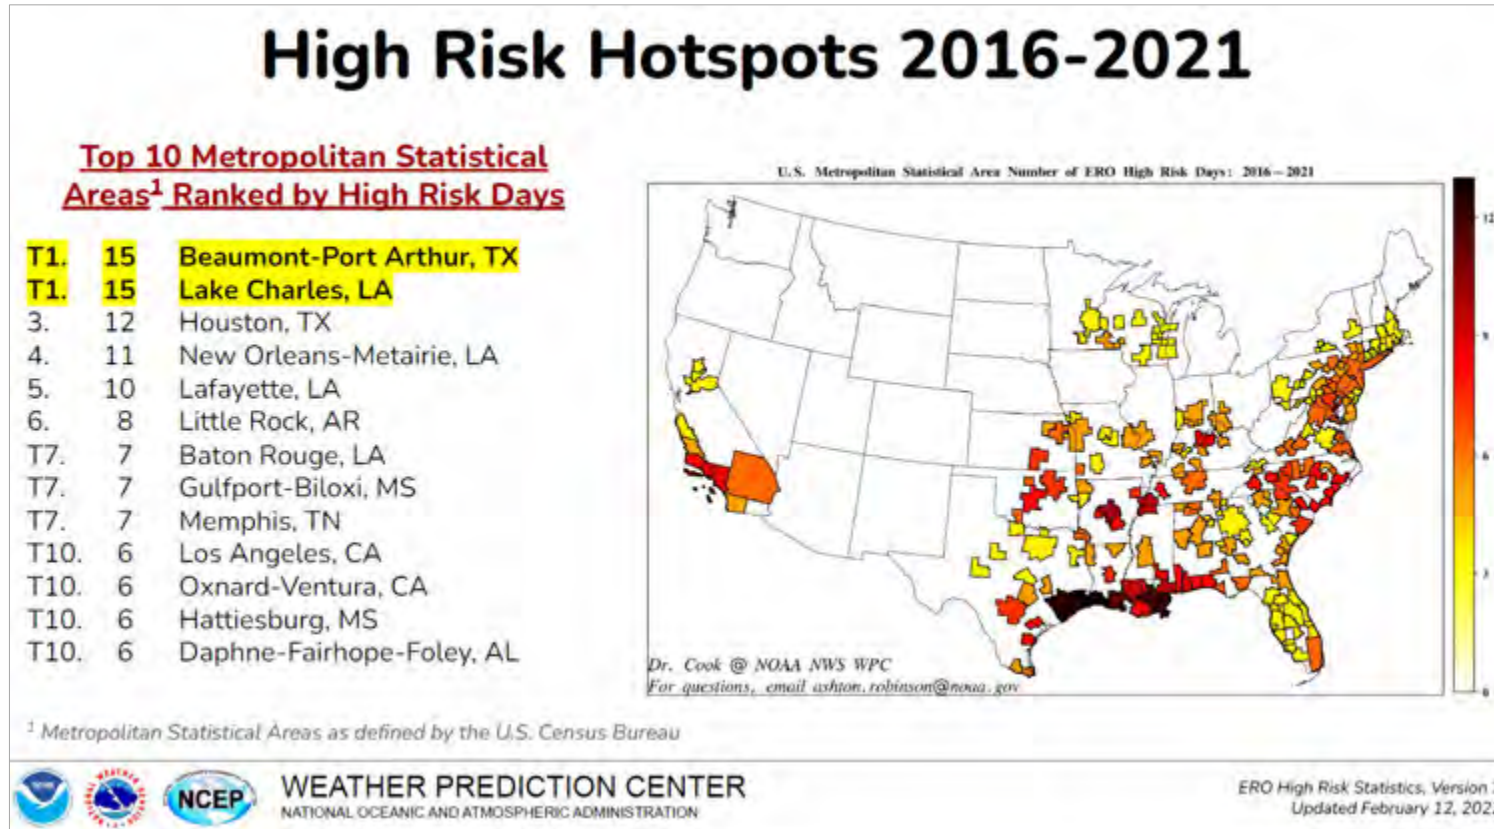 High Risk Hotspots 2016-2021
Top 10 Metropolitan Statistical
Areas¹ Ranked by High Risk Days
T1. 15 Beaumont-Port Arthur, TX
T1. 15 Lake Charles, LA
3. 12 Houston, TX
4. 11 New Orleans-Metairie, LA
5. 10 Lafayette, LA
6. 8 Little Rock, AR
T7. 7 Baton Rouge, LA
T7. 7 Gulfport-Biloxi, MS
T7. 7 Memphis, TN
T10. 6 Los Angeles, CA
T10. 6 Oxnard-Ventura, CA
T10. 6 Hattiesburg, MS
T10. 6 Daphne-Fairhope-Foley, AL
U.S. Metropolitan Statistical Area Number of ERO High Risk Days: 2016-2021
12
9
6
3
0
Dr. Cook @ NOAA NWS WPC
For questions, email ashton.robinson@noaa.gov
¹ Metropolitan Statistical Areas as defined by the U.S. Census Bureau
NCEP
WEATHER PREDICTION CENTER
NATIONAL OCEANIC AND ATMOSPHERIC ADMINISTRATION
ERO High Risk Statistics, Version
Updated February 12, 202